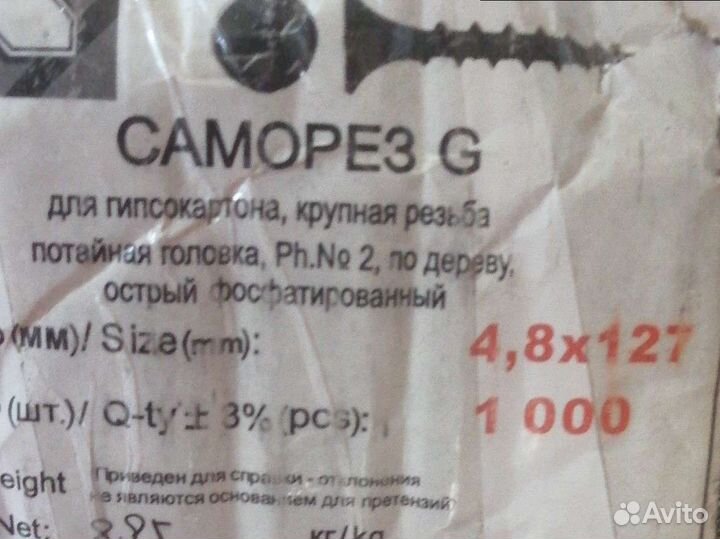 САМОРЕЗ G
для гипсокартона, крупная резьба
потайная головка, Ph.№ 2, по дереву,
острый фосфатированный
(мм)/ Size (mm): 4,8x127
(шт.)/ Q-ty ± 3% (pcs): 1 000
eight Приведен для справки - отклонения
не являются основанием для претензий
Net: 8.95 кг/kg
Avito